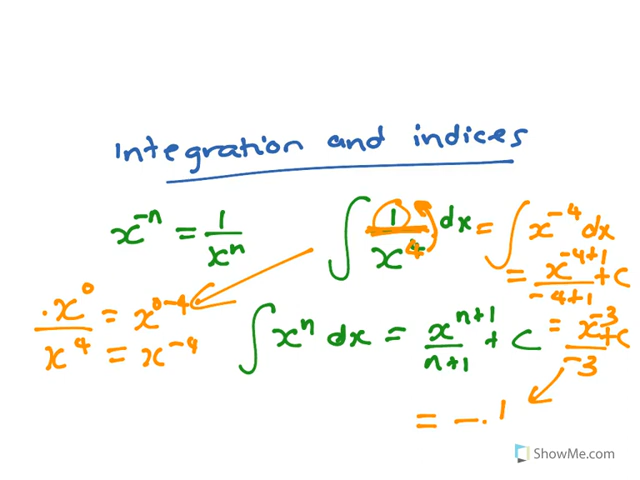 Integration and indices
x^{-n} = 1/x^n
∫ 1/x^4 dx = ∫ x^{-4} dx
= x^{-4+1}/-4+1 + C
x^0/x^4 = x^{0-4}
= x^{-4}
∫ x^n dx = x^{n+1}/n+1 + C
= x^{-3}/-3 + C
= - 1
ShowMe.com